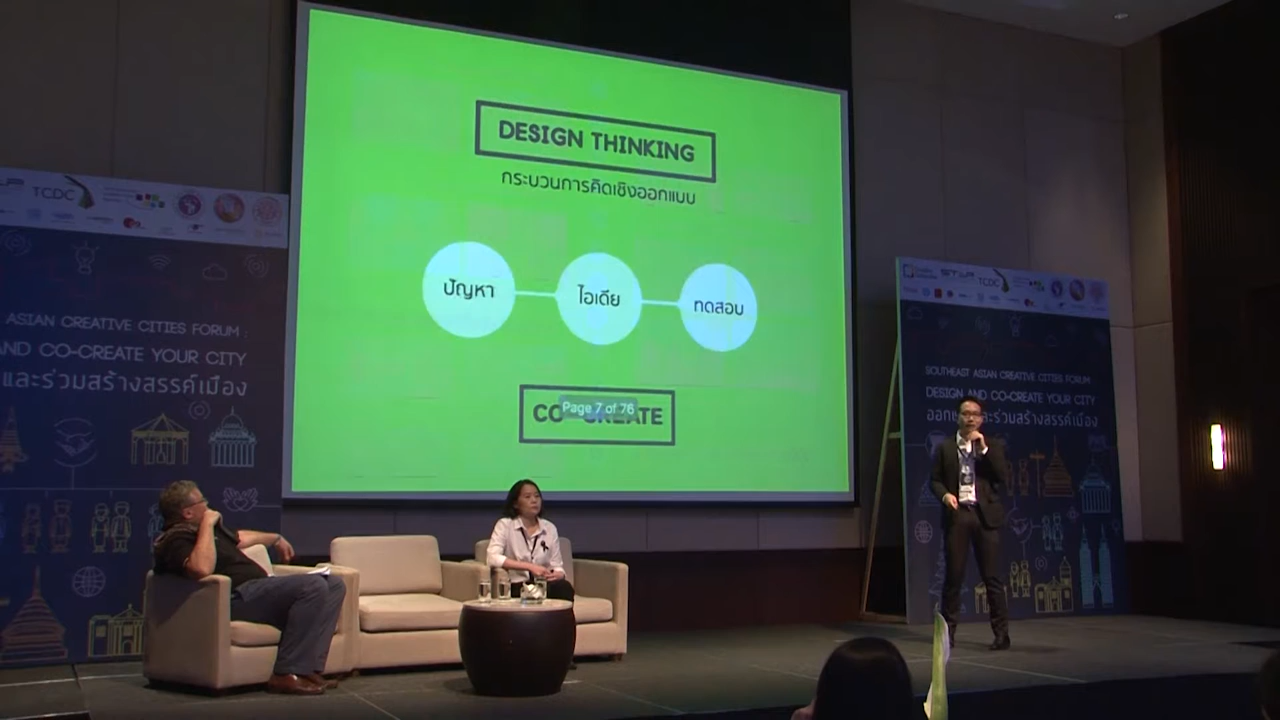 DESIGN THINKING
กระบวนการคิดเชิงออกแบบ
ปัญหา
ไอเดีย
ทดสอบ
CO-CREATE
Page 7 of 76
TCDC
ASIAN CREATIVE CITIES FORUM :
AND CO-CREATE YOUR CITY
และร่วมสร้างสรรค์เมือง
TCDC
SOUTHEAST ASIAN CREATIVE CITIES FORUM
DESIGN AND CO-CREATE YOUR CITY
ออกแบบและร่วมสร้างสรรค์เมือง